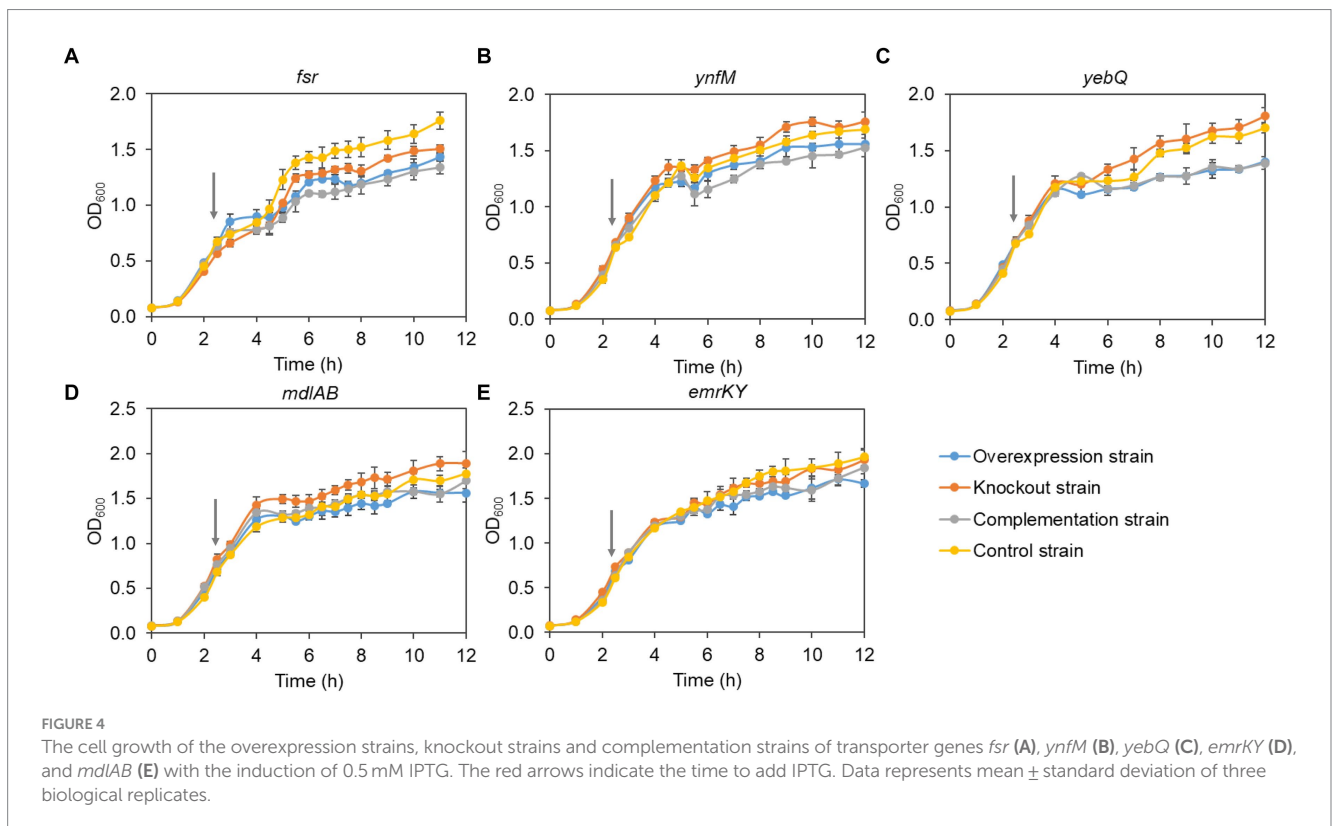 A
fsr
2.0
1.5
1.0
0.5
0.0
OD600
0 2 4 6 8 10 12
Time (h)
B
ynfM
2.0
1.5
1.0
0.5
0.0
OD600
0 2 4 6 8 10 12
Time (h)
C
yebQ
2.0
1.5
1.0
0.5
0.0
OD600
0 2 4 6 8 10 12
Time (h)
D
mdlAB
2.5
2.0
1.5
1.0
0.5
0.0
OD600
0 2 4 6 8 10 12
Time (h)
E
emrKY
2.5
2.0
1.5
1.0
0.5
0.0
OD600
0 2 4 6 8 10 12
Time (h)
Overexpression strain
Knockout strain
Complementation strain
Control strain
FIGURE 4
The cell growth of the overexpression strains, knockout strains and complementation strains of transporter genes fsr (A), ynfM (B), yebQ (C), emrKY (D),
and mdlAB (E) with the induction of 0.5 mM IPTG. The red arrows indicate the time to add IPTG. Data represents mean ± standard deviation of three
biological replicates.